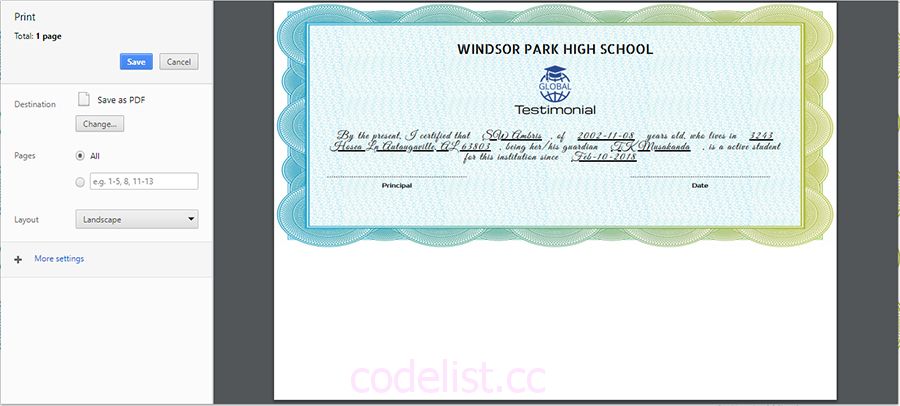 Print
Total: 1 page
Save
Cancel
Destination
Save as PDF
Change...
Pages
All
e.g. 1-5, 8, 11-13
Layout
Landscape
+
More settings
WINDSOR PARK HIGH SCHOOL
GLOBAL
Testimonial
By the present, I certified that SW Ambris , of 2002-11-08 years old, who lives in 3243
Hosea Ln Autaugaville, AL 63803 , being her/his guardian T.K Musakanda , is a active student
for this institution since Feb-10-2018
Principal
Date
codelist.cc